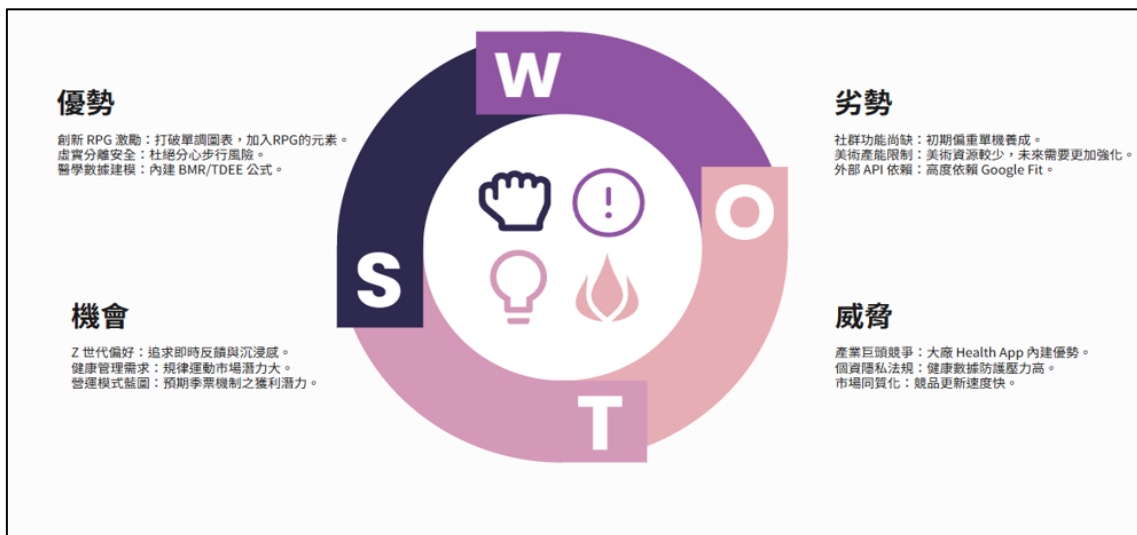 優勢
創新 RPG 激勵：打破單調圖表，加入RPG的元素。
虛實分離安全：杜絕分心步行風險。
醫學數據建模：內建 BMR/TDEE 公式。
機會
Z 世代偏好：追求即時反饋與沉浸感。
健康管理需求：規律運動市場潛力大。
營運模式藍圖：預期季票機制之獲利潛力。
W
S
O
T
劣勢
社群功能尚缺：初期偏重單機養成。
美術產能限制：美術資源較少，未來需要更加強化。
外部 API 依賴：高度依賴 Google Fit。
威脅
產業巨頭競爭：大廠 Health App 內建優勢。
個資隱私法規：健康數據防護壓力高。
市場同質化：競品更新速度快。